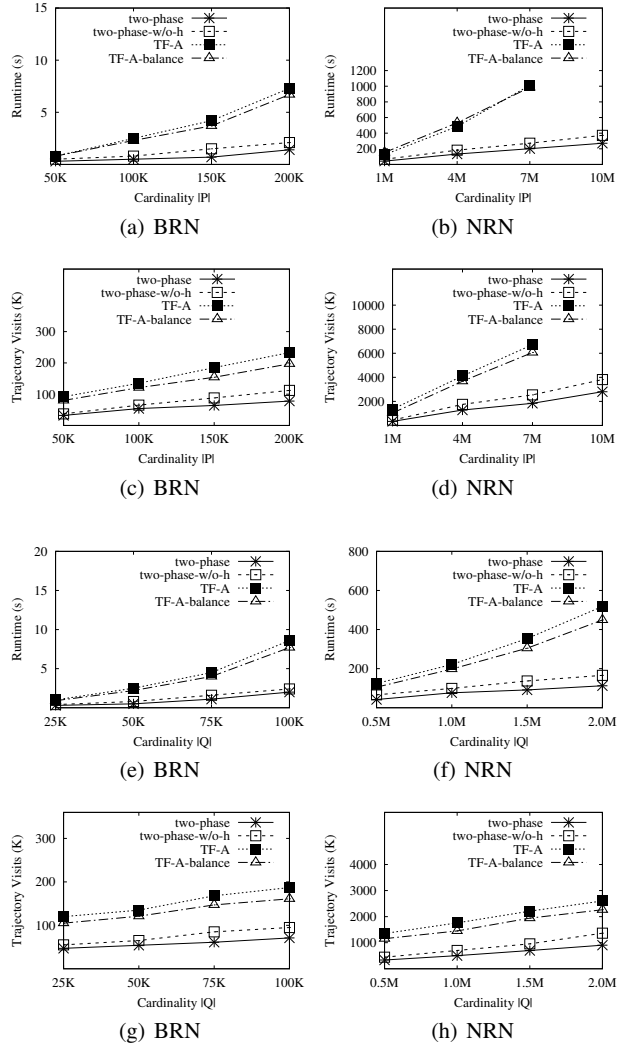 two-phase
two-phase-w/o-h
TF-A
TF-A-balance
15
10
5
Runtime (s)
50K 100K 150K 200K
Cardinality |P|
(a) BRN
two-phase
two-phase-w/o-h
TF-A
TF-A-balance
1200
1000
800
600
400
200
Runtime (s)
1M 4M 7M 10M
Cardinality |P|
(b) NRN
two-phase
two-phase-w/o-h
TF-A
TF-A-balance
300
200
100
Trajectory Visits (K)
50K 100K 150K 200K
Cardinality |P|
(c) BRN
two-phase
two-phase-w/o-h
TF-A
TF-A-balance
10000
8000
6000
4000
2000
Trajectory Visits (K)
1M 4M 7M 10M
Cardinality |P|
(d) NRN
two-phase
two-phase-w/o-h
TF-A
TF-A-balance
20
15
10
5
Runtime (s)
25K 50K 75K 100K
Cardinality |Q|
(e) BRN
two-phase
two-phase-w/o-h
TF-A
TF-A-balance
800
600
400
200
Runtime (s)
0.5M 1.0M 1.5M 2.0M
Cardinality |Q|
(f) NRN
two-phase
two-phase-w/o-h
TF-A
TF-A-balance
300
200
100
Trajectory Visits (K)
25K 50K 75K 100K
Cardinality |Q|
(g) BRN
two-phase
two-phase-w/o-h
TF-A
TF-A-balance
4000
3000
2000
1000
Trajectory Visits (K)
0.5M 1.0M 1.5M 2.0M
Cardinality |Q|
(h) NRN